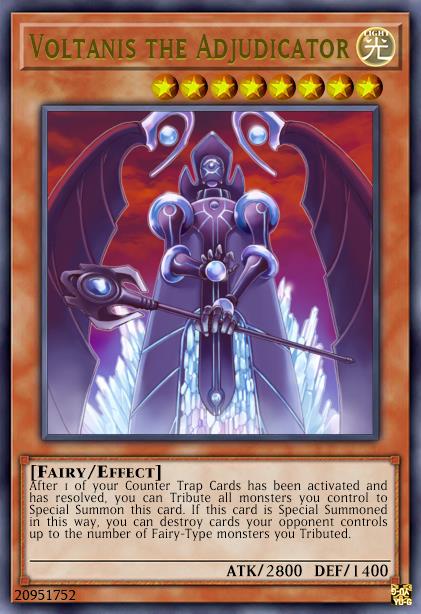 VOLTANIS THE ADJUDICATOR
LIGHT
光
[FAIRY/EFFECT]
After 1 of your Counter Trap Cards has been activated and
has resolved, you can Tribute all monsters you control to
Special Summon this card. If this card is Special Summoned
in this way, you can destroy cards your opponent controls
up to the number of Fairy-Type monsters you Tributed.
ATK/2800 DEF/1400
20951752